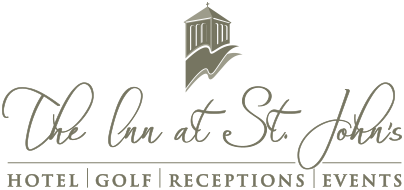 The Inn at St. John's
HOTEL | GOLF | RECEPTIONS | EVENTS